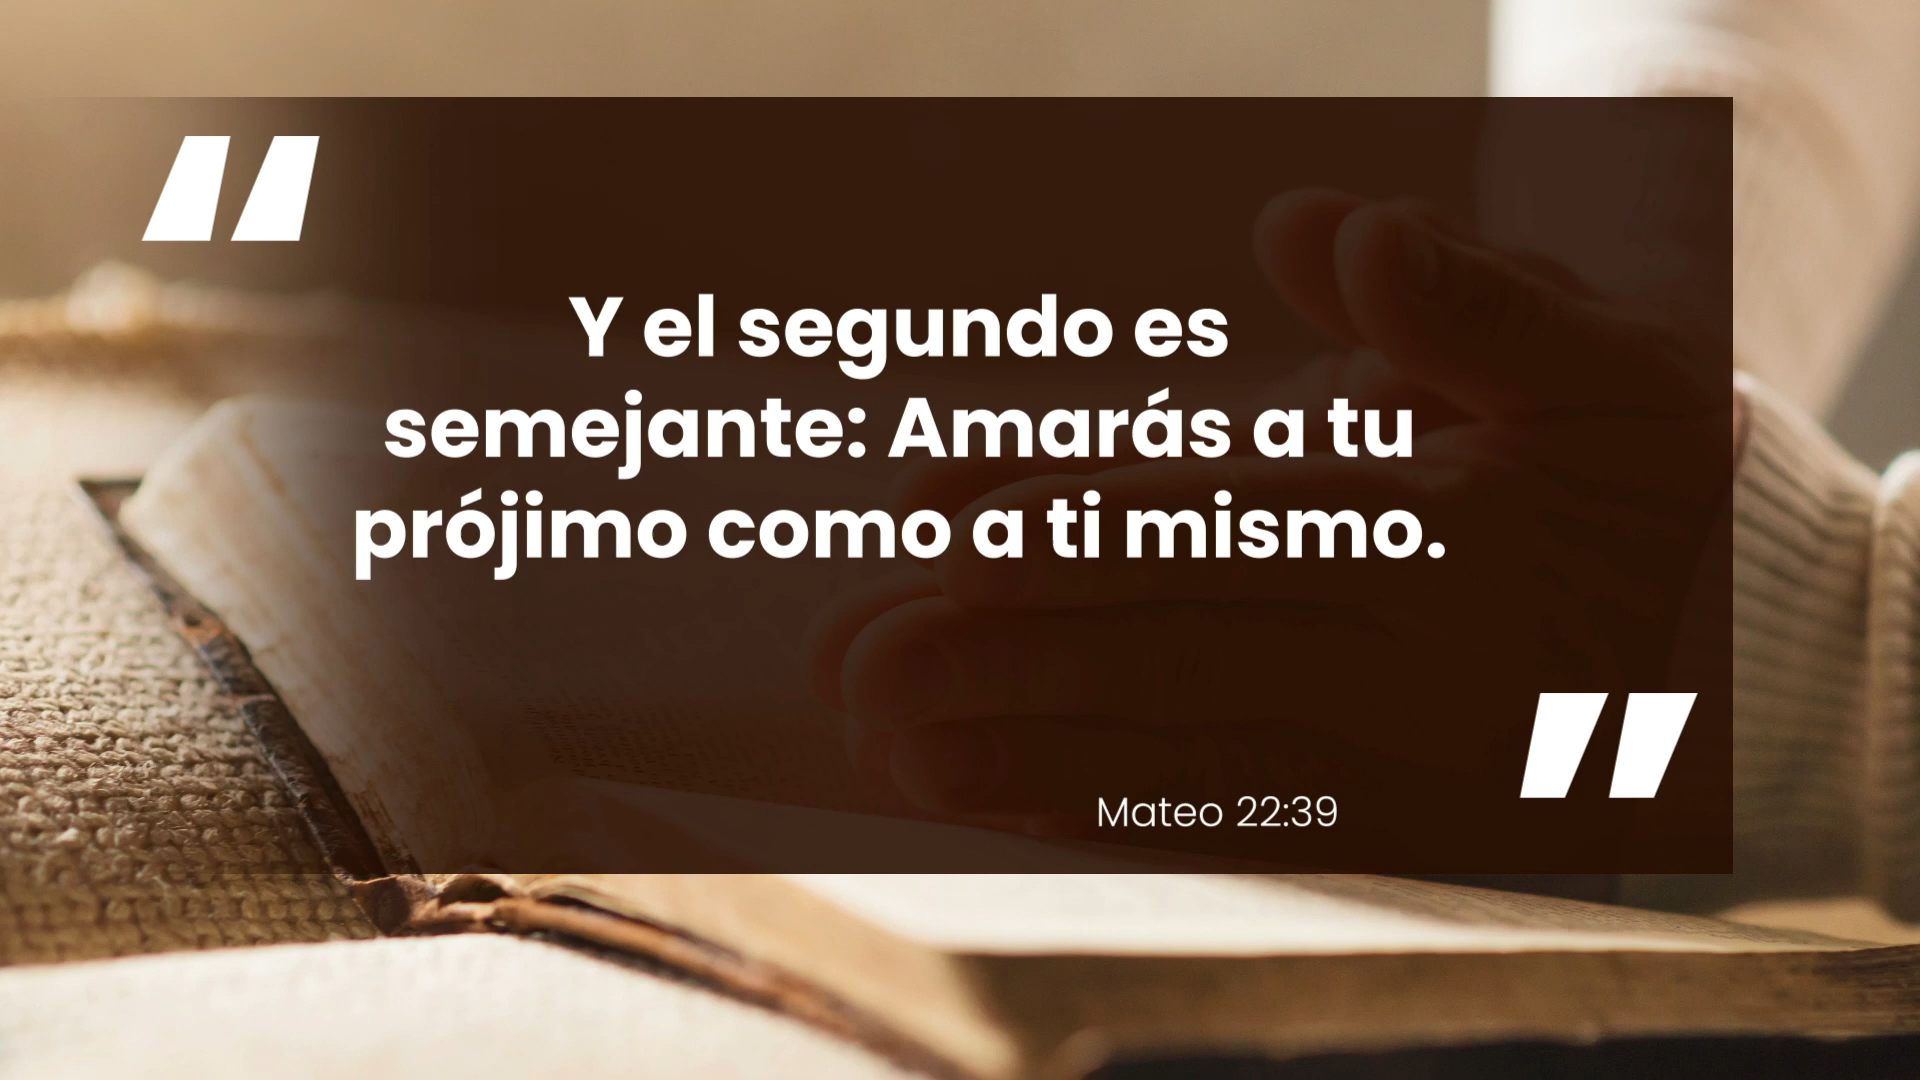 “
Y el segundo es
semejante: Amarás a tu
prójimo como a ti mismo.
”
Mateo 22:39